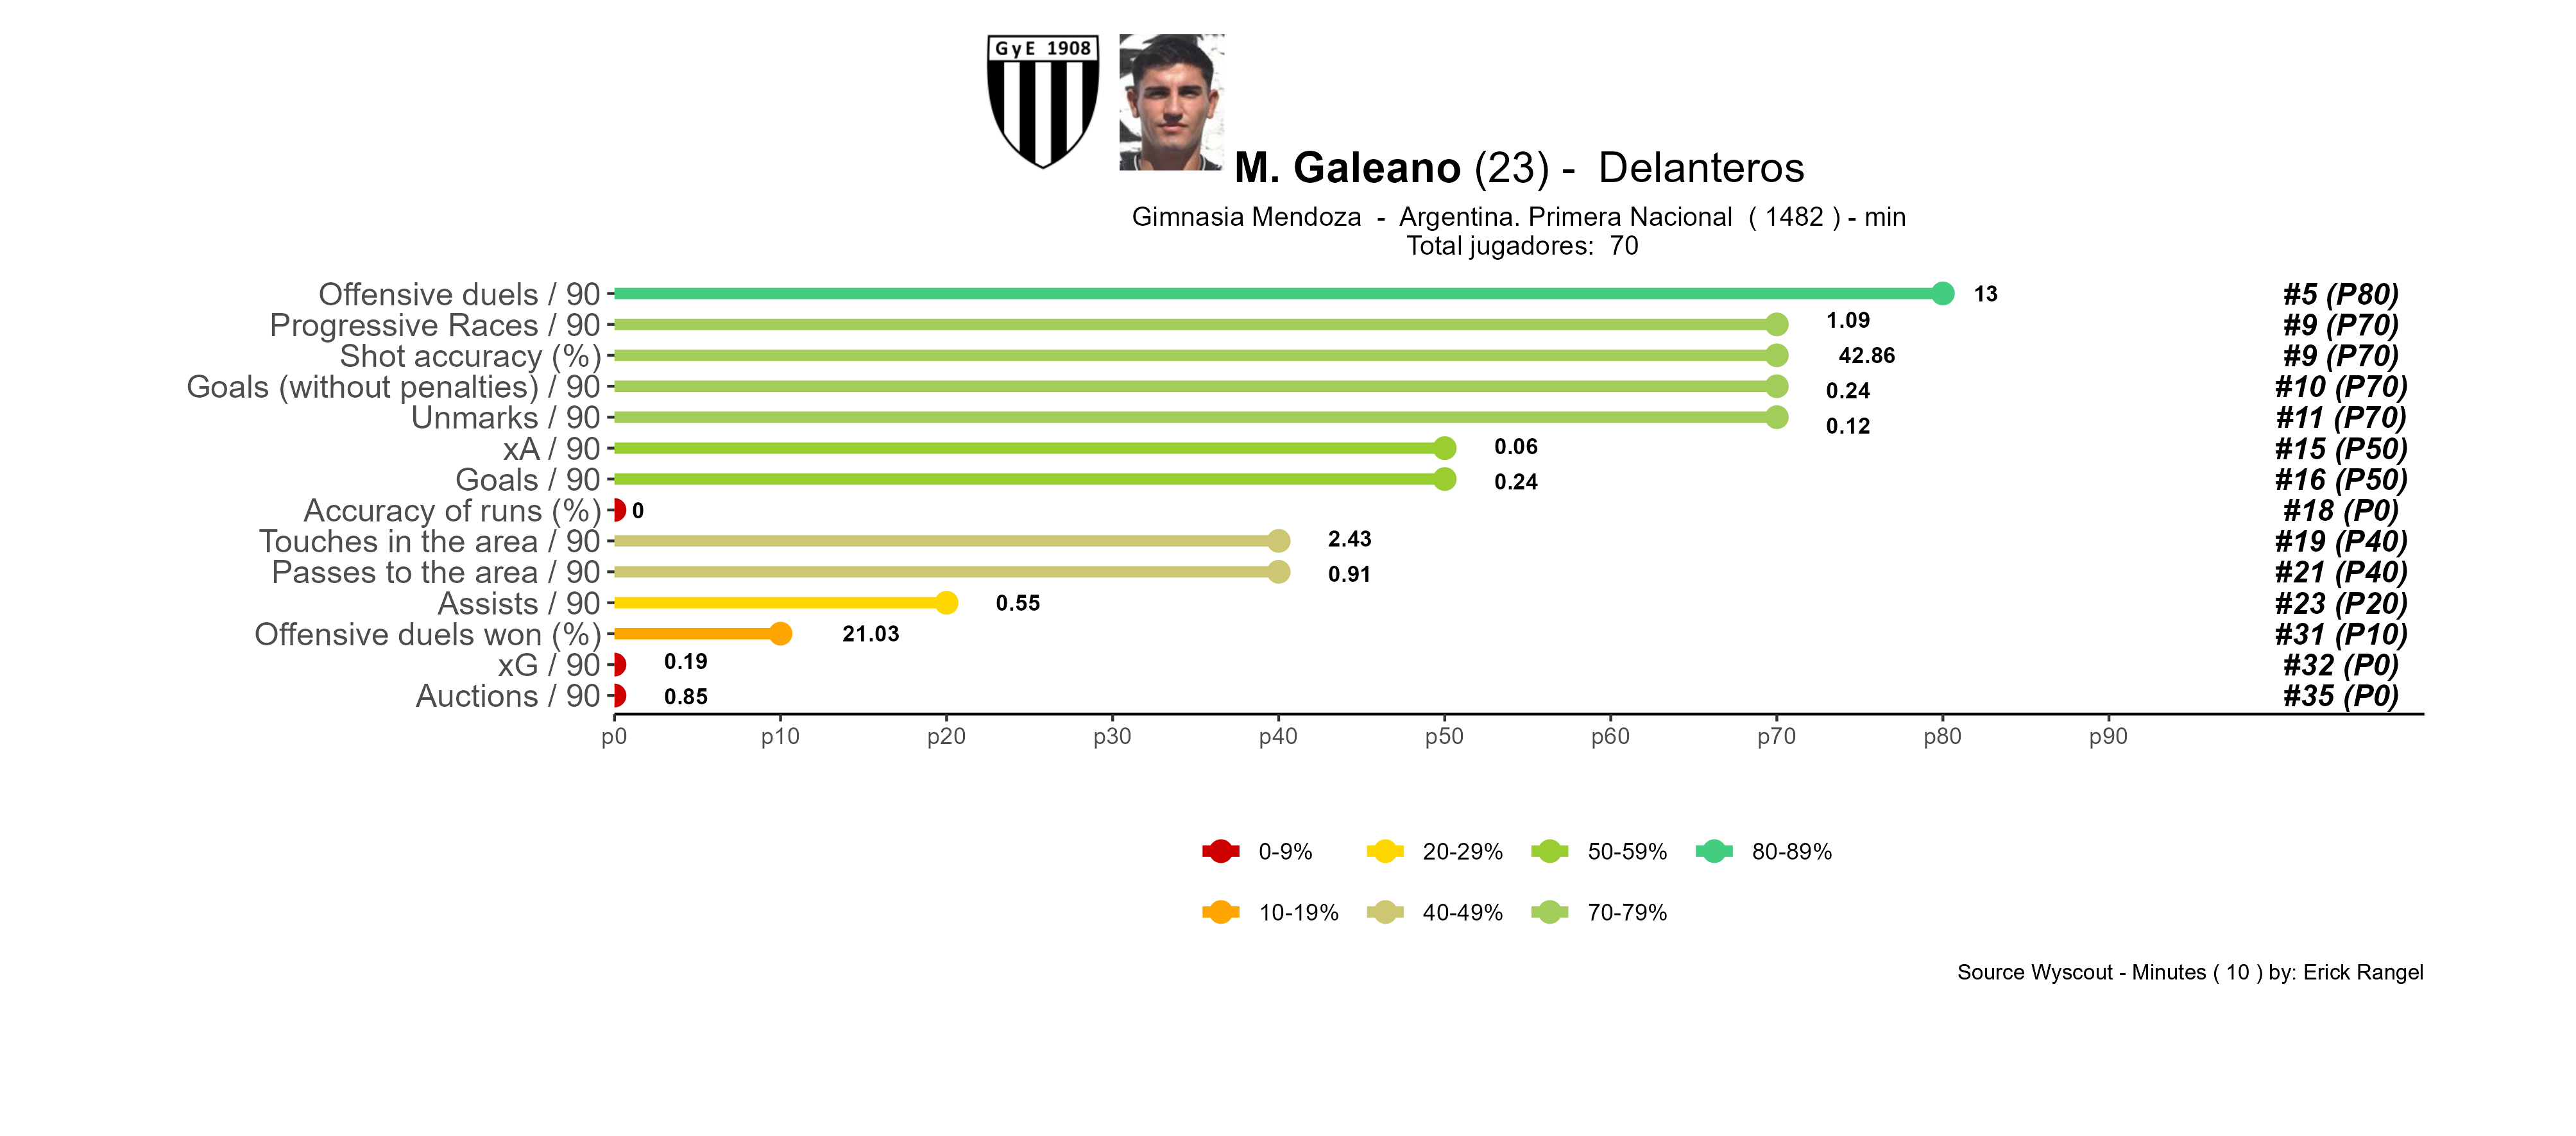 GyE 1908
M. Galeano (23) - Delanteros
Gimnasia Mendoza - Argentina. Primera Nacional ( 1482 ) - min
Total jugadores: 70
Offensive duels / 90 13 #5 (P80)
Progressive Races / 90 1.09 #9 (P70)
Shot accuracy (%) 42.86 #9 (P70)
Goals (without penalties) / 90 0.24 #10 (P70)
Unmarks / 90 0.12 #11 (P70)
xA / 90 0.06 #15 (P50)
Goals / 90 0.24 #16 (P50)
Accuracy of runs (%) 0 #18 (P0)
Touches in the area / 90 2.43 #19 (P40)
Passes to the area / 90 0.91 #21 (P40)
Assists / 90 0.55 #23 (P20)
Offensive duels won (%) 21.03 #31 (P10)
xG / 90 0.19 #32 (P0)
Auctions / 90 0.85 #35 (P0)
p0 p10 p20 p30 p40 p50 p60 p70 p80 p90
0-9% 20-29% 50-59% 80-89%
10-19% 40-49% 70-79%
Source Wyscout - Minutes ( 10 ) by: Erick Rangel